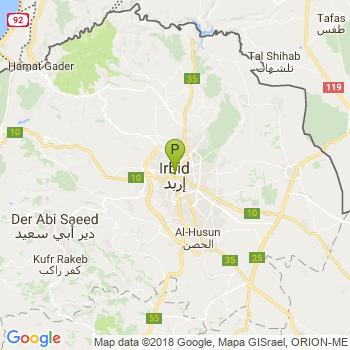 92
Tafas
طفس
Hamat Gader
Tal Shihab
تلشهاب
35
119
10
P
Irbid
إربد
10
10
Der Abi Saeed
دير أبي سعيد
Al-Husun
الحصن
Kufr Rakeb
كفر راكب
35
25
55
Google
Map data ©2018 Google, Mapa GISrael, ORION-ME